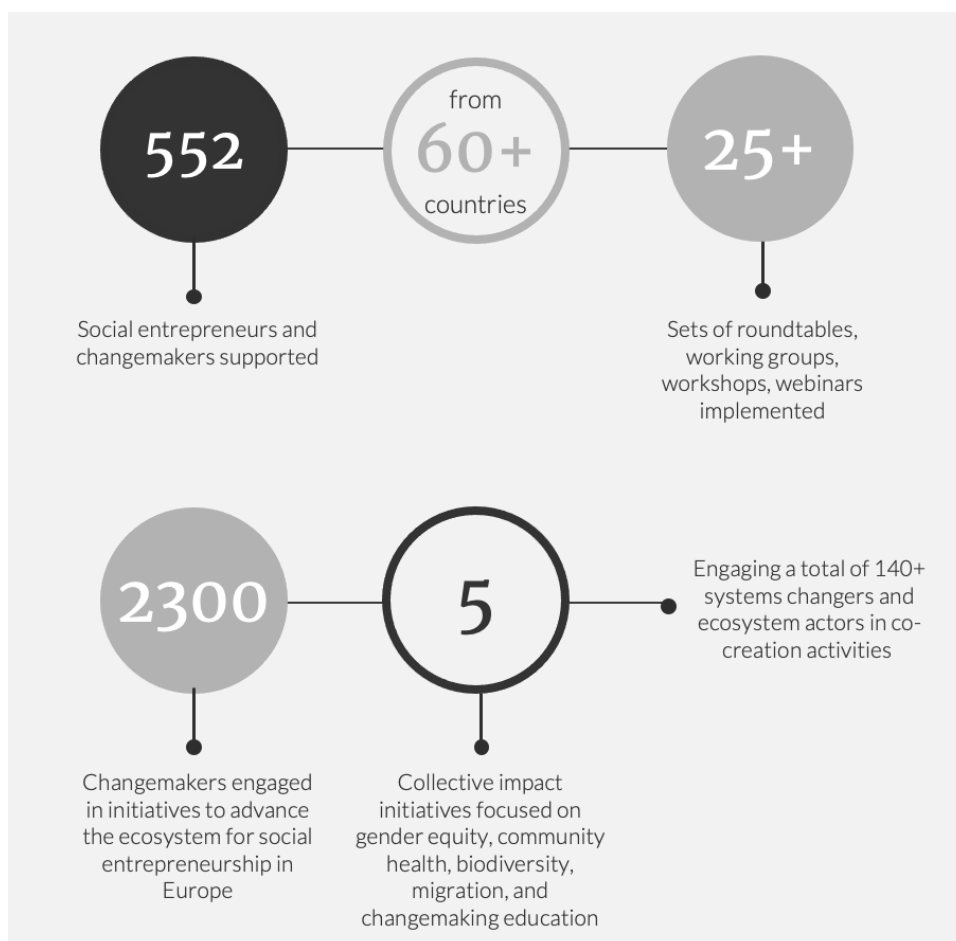 552
from
60+
countries
25+
Social entrepreneurs and
changemakers supported
Sets of roundtables,
working groups,
workshops, webinars
implemented
2300
5
Engaging a total of 140+
systems changers and
ecosystem actors in co-
creation activities
Changemakers engaged
in initiatives to advance
the ecosystem for social
entrepreneurship in
Europe
Collective impact
initiatives focused on
gender equity, community
health, biodiversity,
migration, and
changemaking education